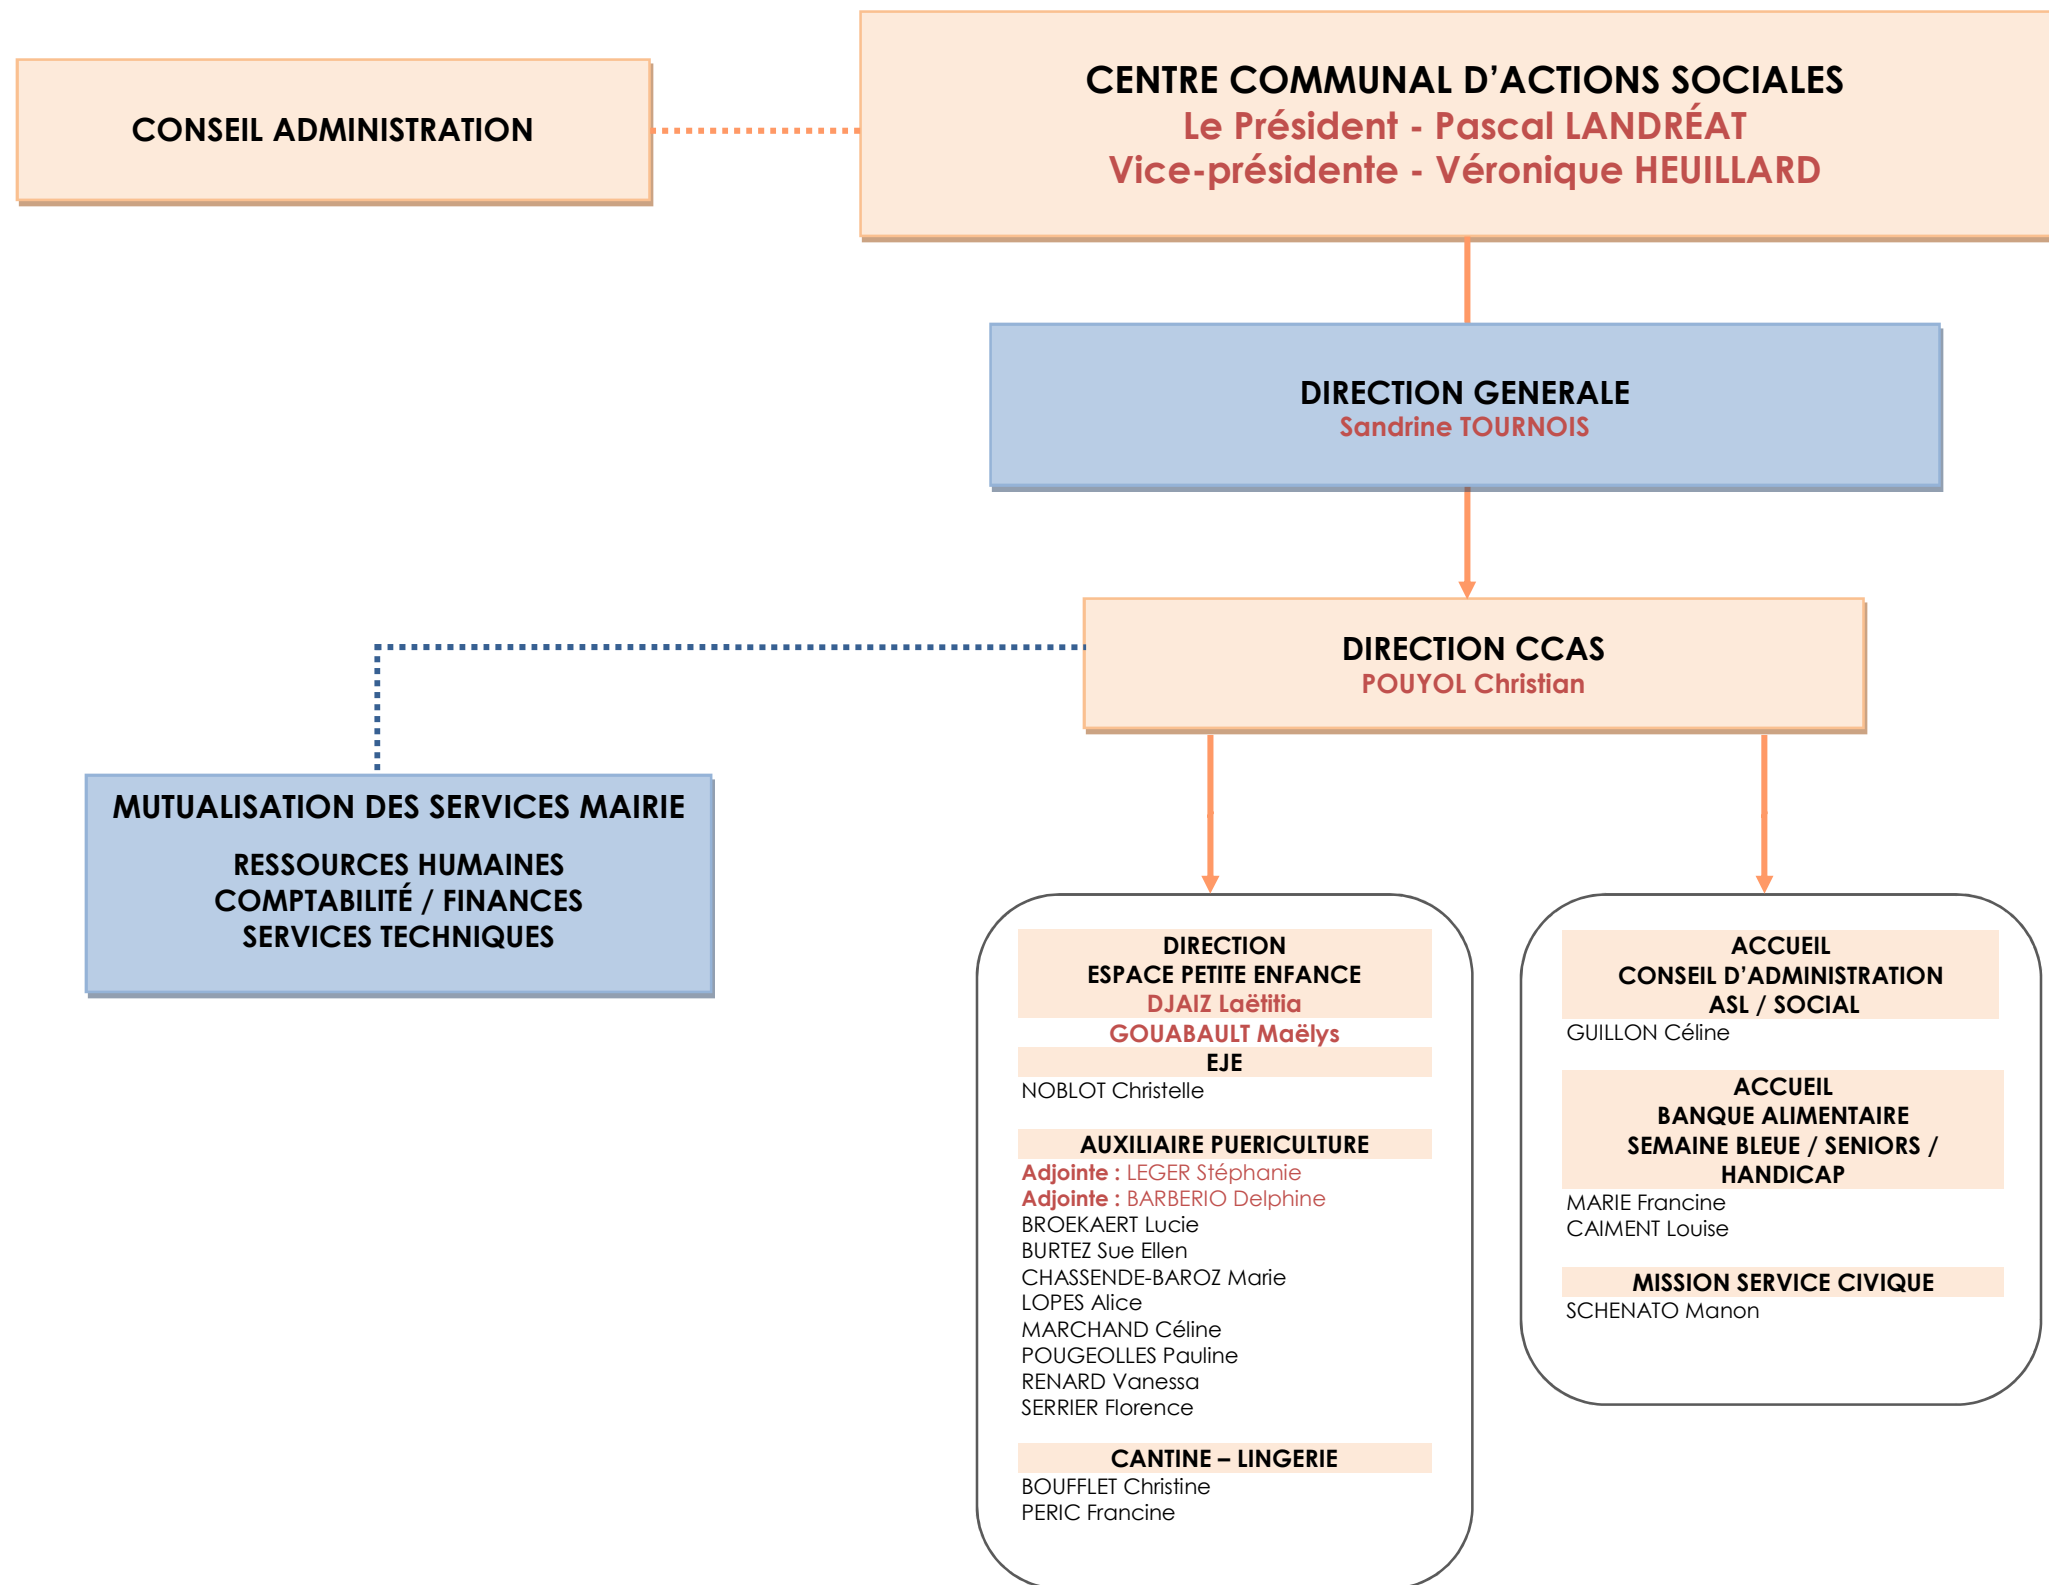 CONSEIL ADMINISTRATION
CENTRE COMMUNAL D’ACTIONS SOCIALES
Le Président - Pascal LANDRÉAT
Vice-présidente - Véronique HEUILLARD
DIRECTION GENERALE
Sandrine TOURNOIS
DIRECTION CCAS
POUYOL Christian
MUTUALISATION DES SERVICES MAIRIE
RESSOURCES HUMAINES
COMPTABILITÉ / FINANCES
SERVICES TECHNIQUES
DIRECTION
ESPACE PETITE ENFANCE
DJAIZ Laëtitia
GOUABAULT Maëlys
EJE
NOBLOT Christelle
AUXILIAIRE PUERICULTURE
Adjointe : LEGER Stéphanie
Adjointe : BARBERIO Delphine
BROEKAERT Lucie
BURTEZ Sue Ellen
CHASSENDE-BAROZ Marie
LOPES Alice
MARCHAND Céline
POUGEOLLES Pauline
RENARD Vanessa
SERRIER Florence
CANTINE – LINGERIE
BOUFFLET Christine
PERIC Francine
ACCUEIL
CONSEIL D’ADMINISTRATION
ASL / SOCIAL
GUILLON Céline
ACCUEIL
BANQUE ALIMENTAIRE
SEMAINE BLEUE / SENIORS /
HANDICAP
MARIE Francine
CAIMENT Louise
MISSION SERVICE CIVIQUE
SCHENATO Manon